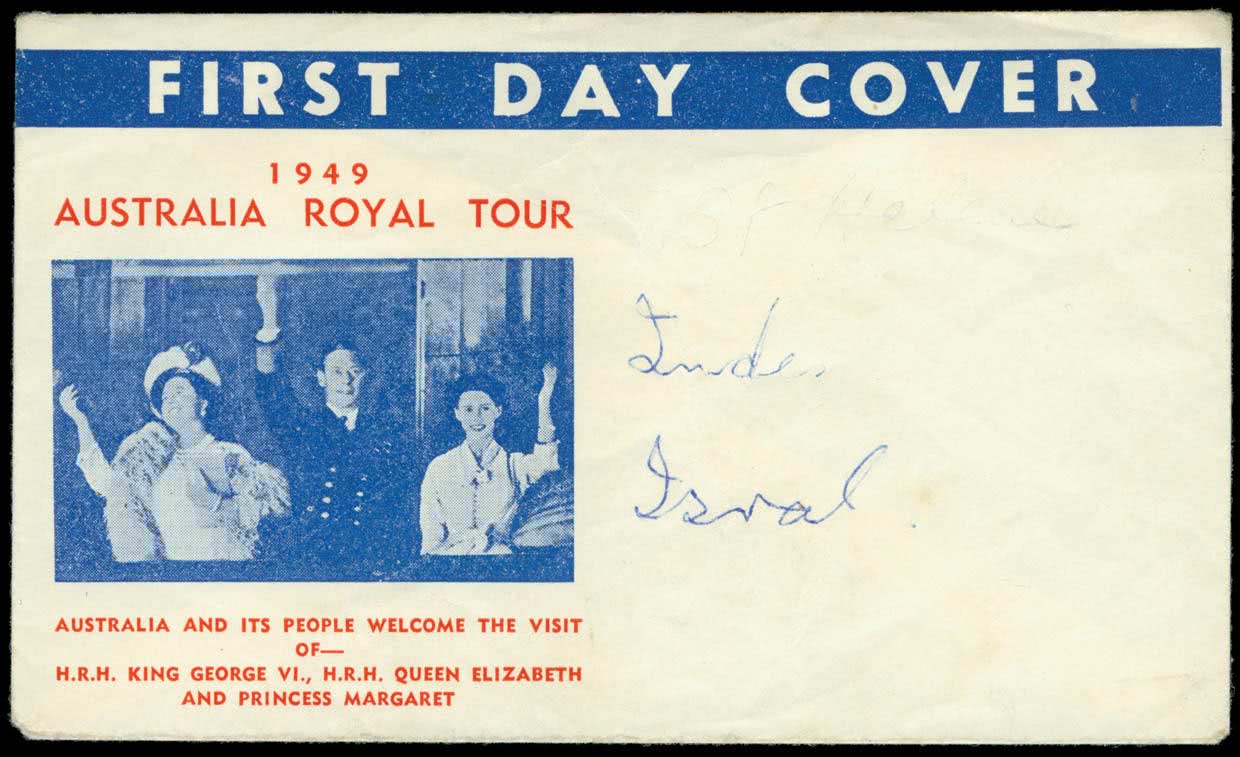 FIRST DAY COVER
1949
AUSTRALIA ROYAL TOUR
AUSTRALIA AND ITS PEOPLE WELCOME THE VISIT
OF—
H.R.H. KING GEORGE VI., H.R.H. QUEEN ELIZABETH
AND PRINCESS MARGARET
Isral